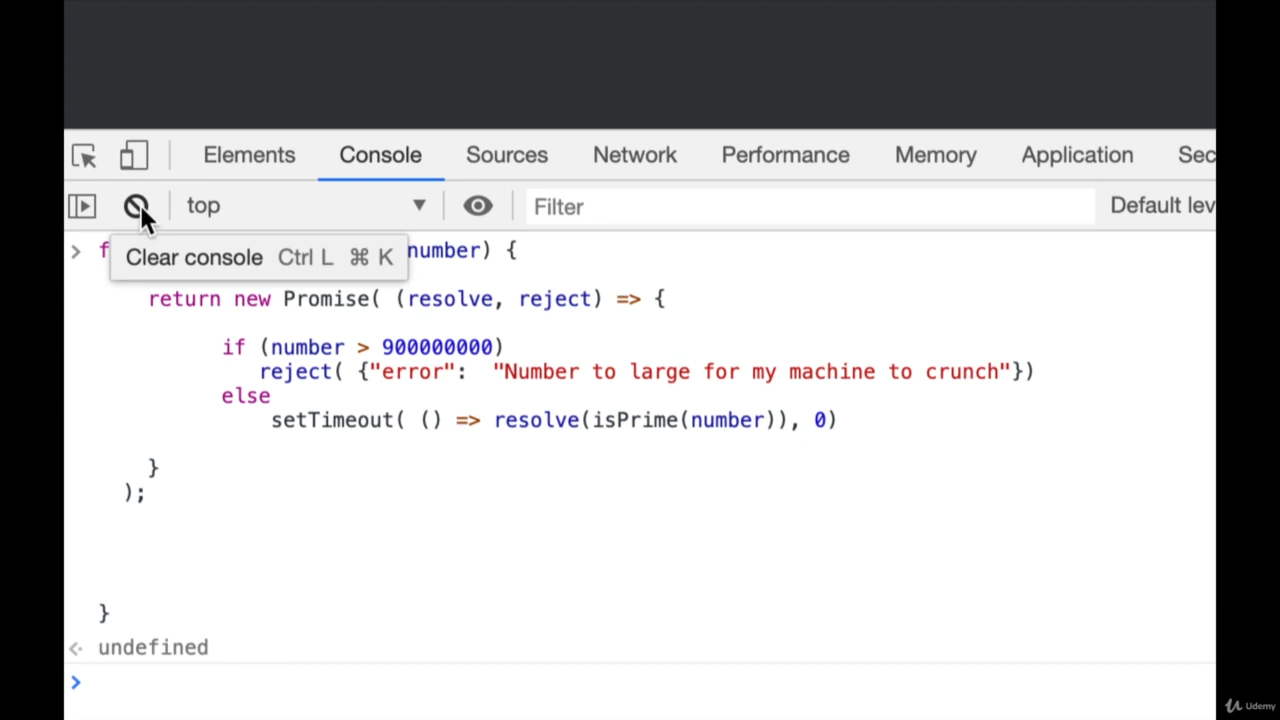 Elements Console Sources Network Performance Memory Application Sec
top Filter Default lev
Clear console Ctrl L ⌘ K
> f number) {
return new Promise( (resolve, reject) => {
if (number > 900000000)
reject( {"error": "Number to large for my machine to crunch"})
else
setTimeout( () => resolve(isPrime(number)), 0)
}
);
}
undefined
>
Udemy